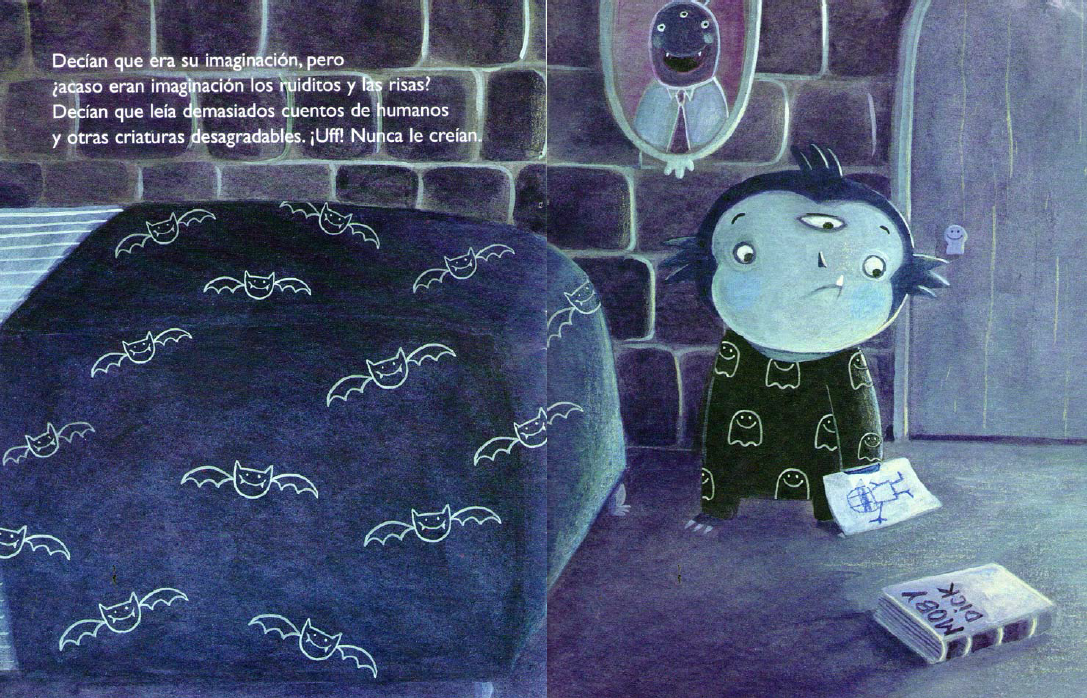 Decían que era su imaginación, pero
¿acaso eran imaginación los ruiditos y las risas?
Decían que leía demasiados cuentos de humanos
y otras criaturas desagradables. ¡Uff! Nunca le creían.
MOBY
DICK